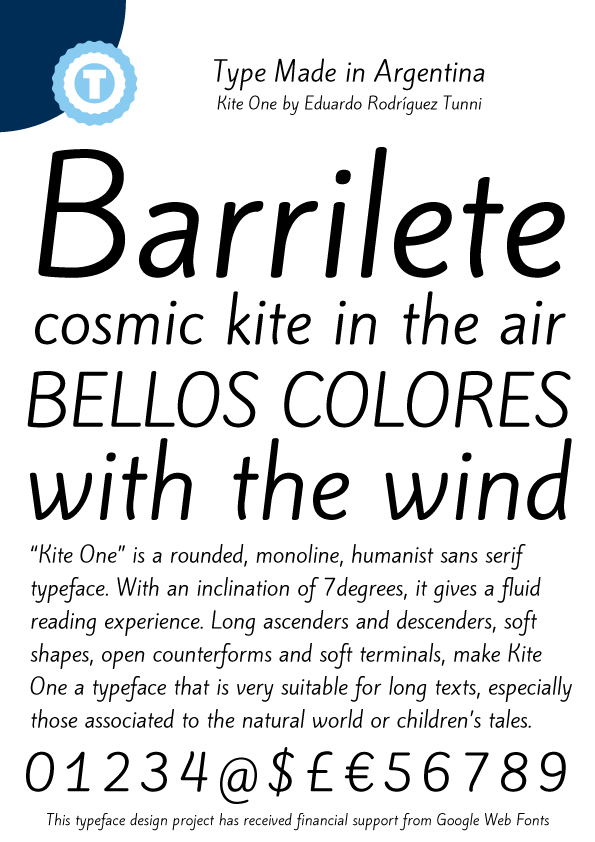 T
Type Made in Argentina
Kite One by Eduardo Rodríguez Tunni
Barrilete
cosmic kite in the air
BELLOS COLORES
with the wind
“Kite One” is a rounded, monoline, humanist sans serif
typeface. With an inclination of 7degrees, it gives a fluid
reading experience. Long ascenders and descenders, soft
shapes, open counterforms and soft terminals, make Kite
One a typeface that is very suitable for long texts, especially
those associated to the natural world or children’s tales.
01234@$£€56789
This typeface design project has received financial support from Google Web Fonts